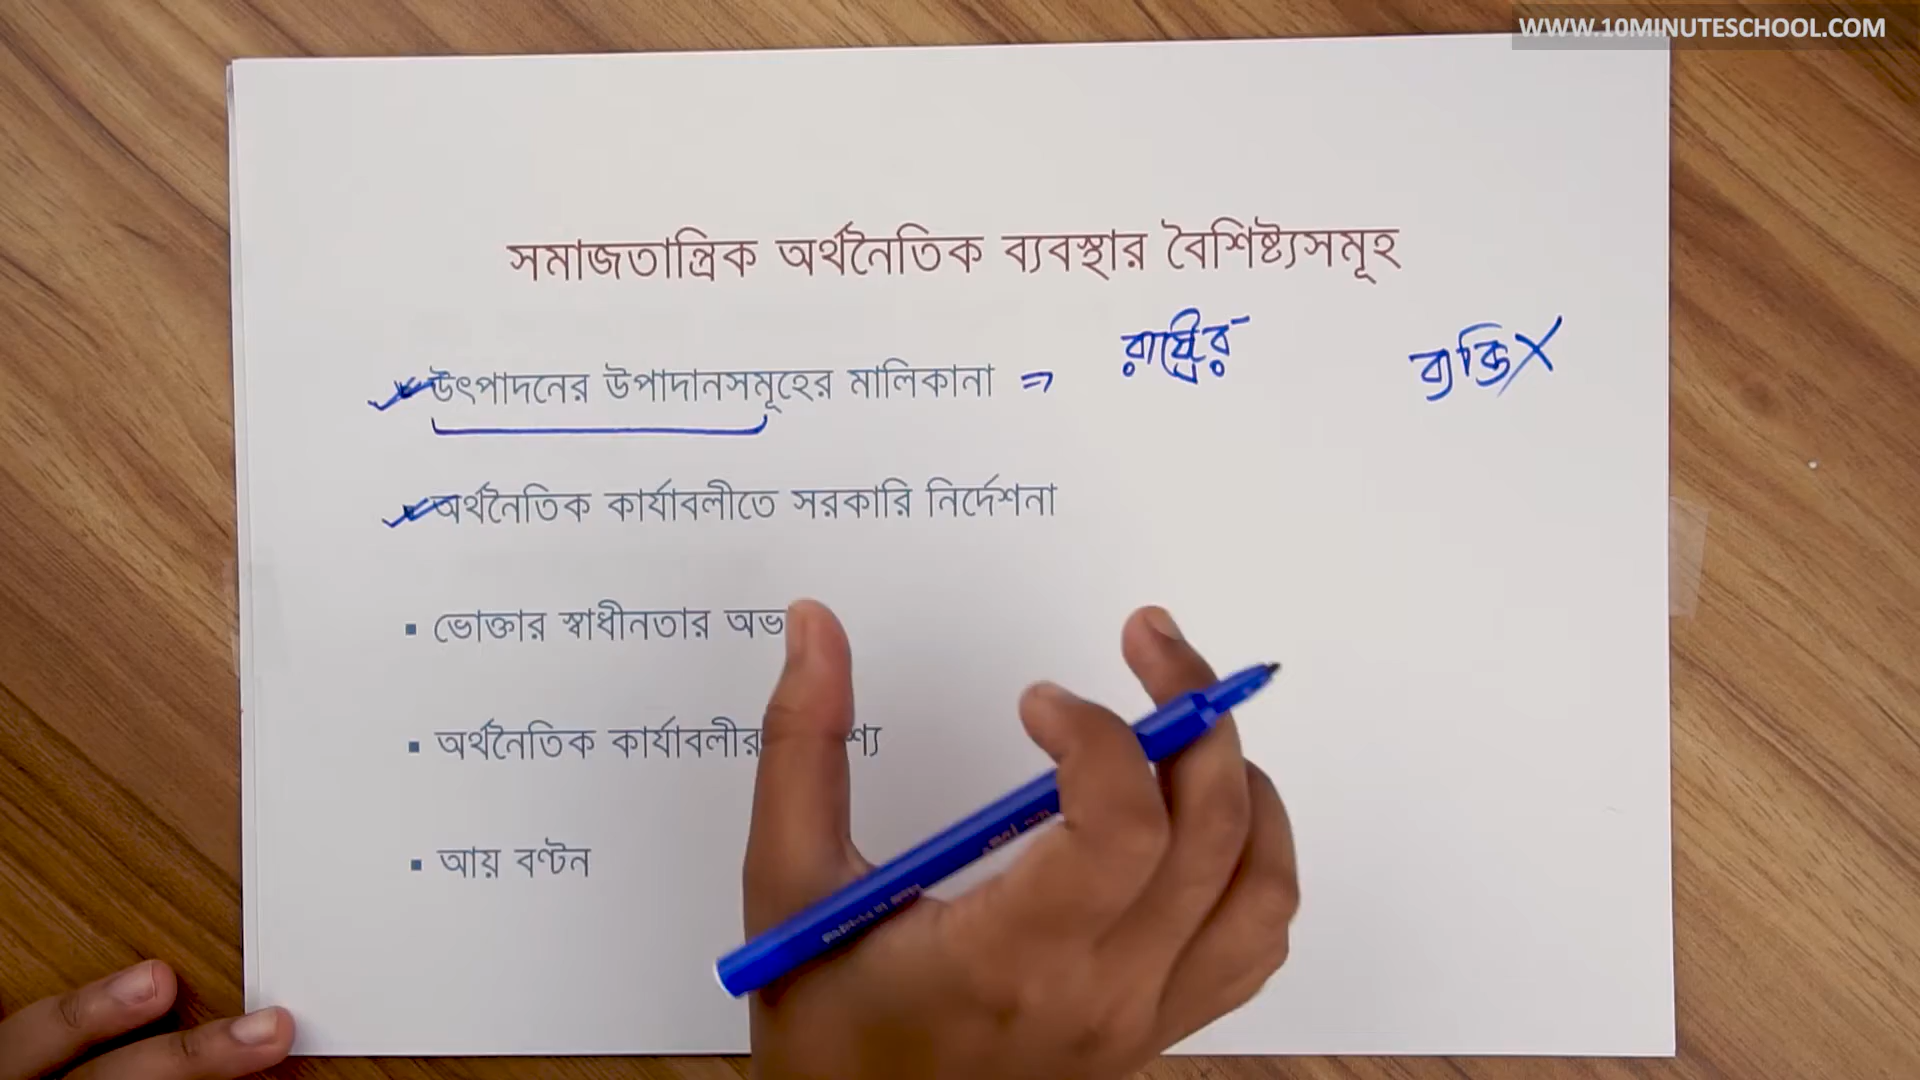 WWW.10MINUTESCHOOL.COM
সমাজতান্ত্রিক অর্থনৈতিক ব্যবস্থার বৈশিষ্ট্যসমূহ
উৎপাদনের উপাদানসমূহের মালিকানা ⇒ রাষ্ট্রের ব্যক্তি X
অর্থনৈতিক কার্যাবলীতে সরকারি নির্দেশনা
▪ ভোক্তার স্বাধীনতার
▪ অর্থনৈতিক কার্যাবলীর
▪ আয় বণ্টন